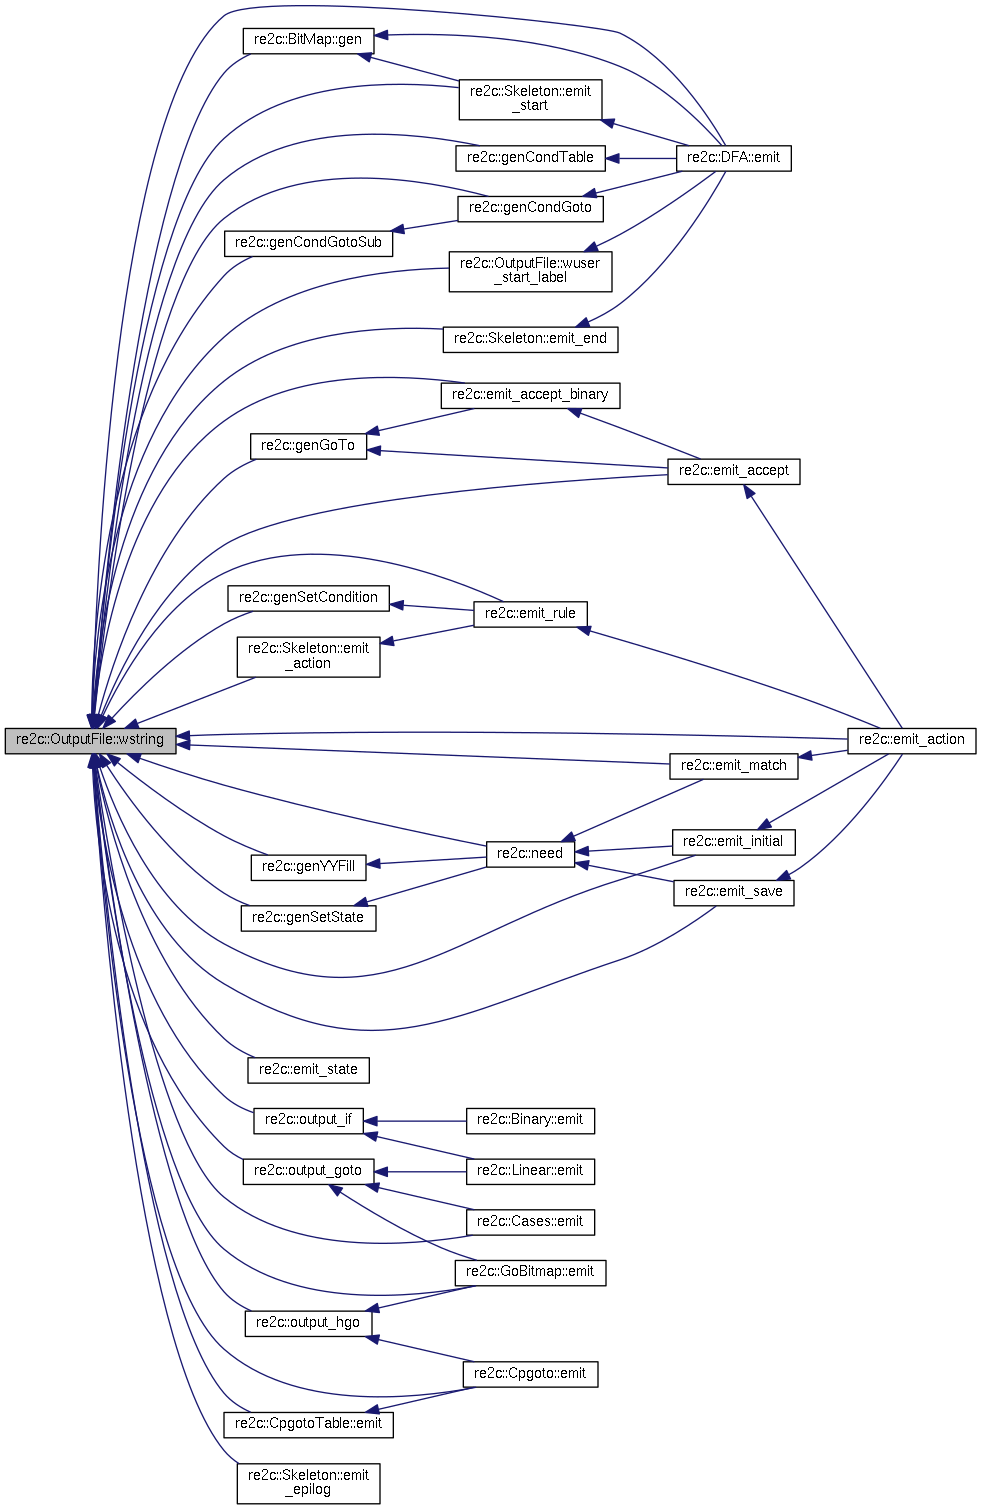 re2c::BitMap::gen
re2c::Skeleton::emit
_start
re2c::genCondTable
re2c::DFA::emit
re2c::genCondGoto
re2c::genCondGotoSub
re2c::OutputFile::wuser
_start_label
re2c::Skeleton::emit_end
re2c::emit_accept_binary
re2c::genGoTo
re2c::emit_accept
re2c::genSetCondition
re2c::emit_rule
re2c::Skeleton::emit
_action
re2c::OutputFile::wstring
re2c::emit_action
re2c::emit_match
re2c::emit_initial
re2c::need
re2c::genYYFill
re2c::emit_save
re2c::genSetState
re2c::emit_state
re2c::output_if
re2c::Binary::emit
re2c::output_goto
re2c::Linear::emit
re2c::Cases::emit
re2c::GoBitmap::emit
re2c::output_hgo
re2c::Cpgoto::emit
re2c::CpgotoTable::emit
re2c::Skeleton::emit
_epilog